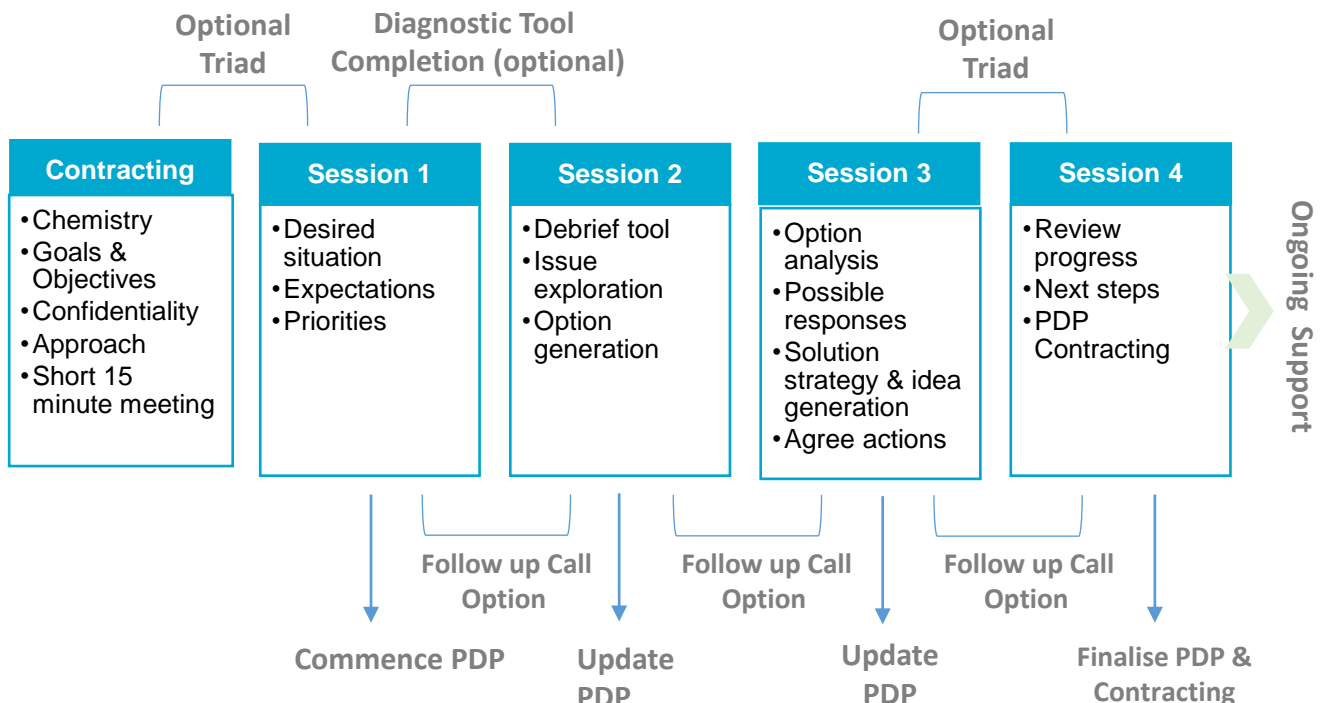 Optional
Triad
Diagnostic Tool
Completion (optional)
Optional
Triad
Contracting
•Chemistry
•Goals &
Objectives
•Confidentiality
•Approach
•Short 15
minute meeting
Session 1
•Desired
situation
•Expectations
•Priorities
Session 2
•Debrief tool
•Issue
exploration
•Option
generation
Session 3
•Option
analysis
•Possible
responses
•Solution
strategy & idea
generation
•Agree actions
Session 4
•Review
progress
•Next steps
•PDP
Contracting
Ongoing Support
Follow up Call
Option
Follow up Call
Option
Follow up Call
Option
Commence PDP
Update
PDP
Update
PDP
Finalise PDP &
Contracting